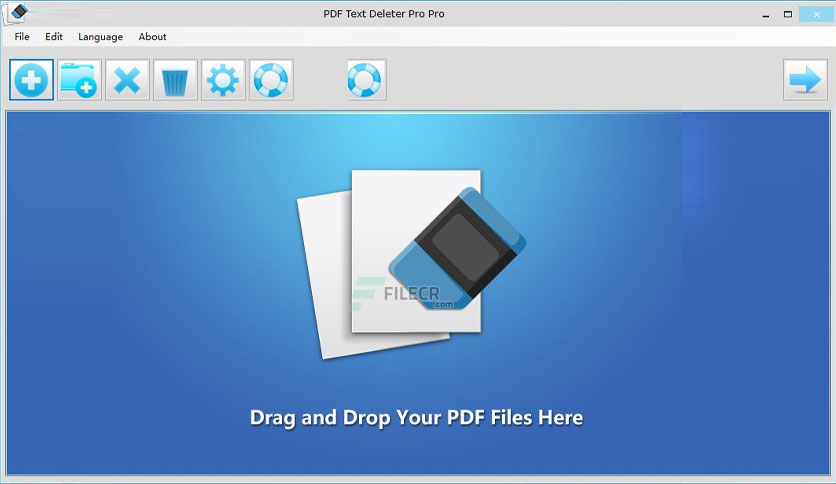 PDF Text Deleter Pro Pro
File Edit Language About
FILECR
.com
Drag and Drop Your PDF Files Here